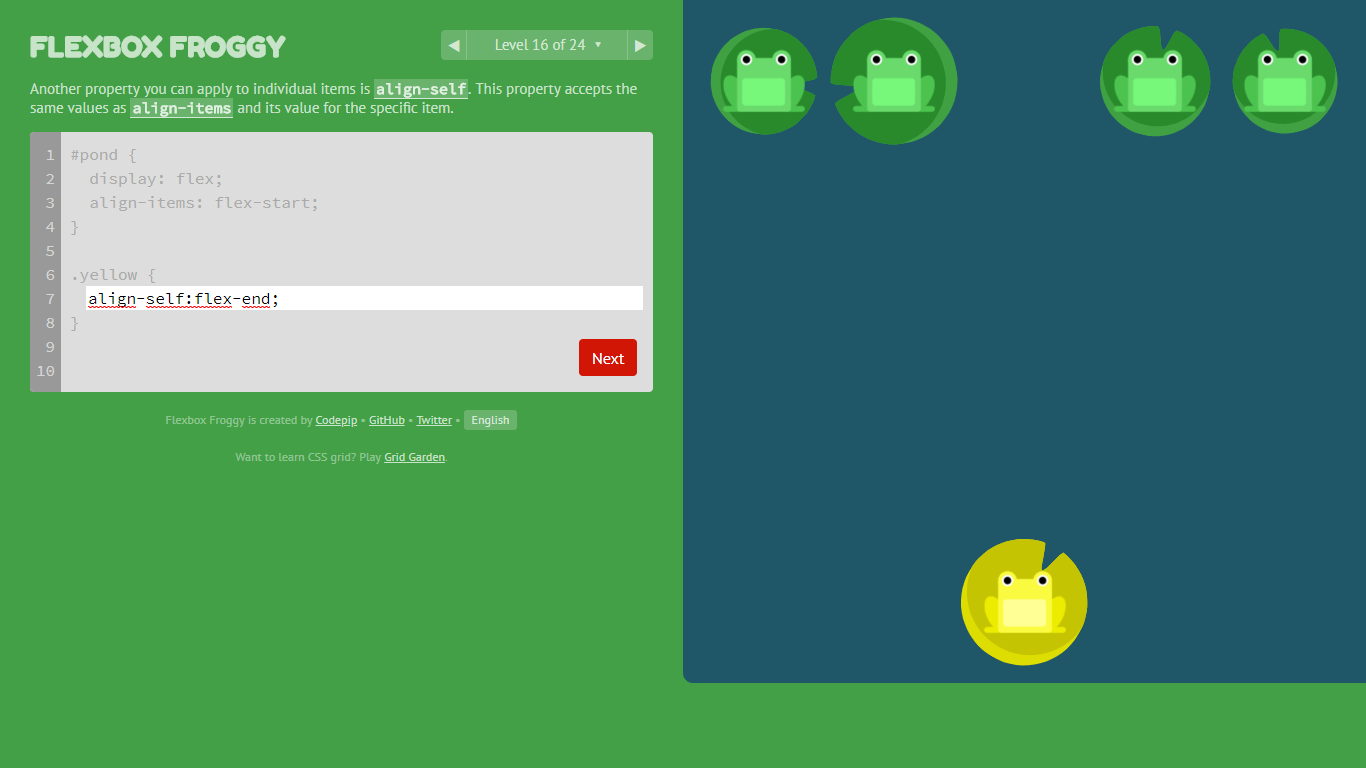 FLEXBOX FROGGY
◀ Level 16 of 24 ▼ ▶
Another property you can apply to individual items is align-self. This property accepts the
same values as align-items and its value for the specific item.
1 #pond {
2   display: flex;
3   align-items: flex-start;
4 }
5
6 .yellow {
7   align-self:flex-end;
8 }
9
10
Next
Flexbox Froggy is created by Codepip • GitHub • Twitter • English
Want to learn CSS grid? Play Grid Garden.